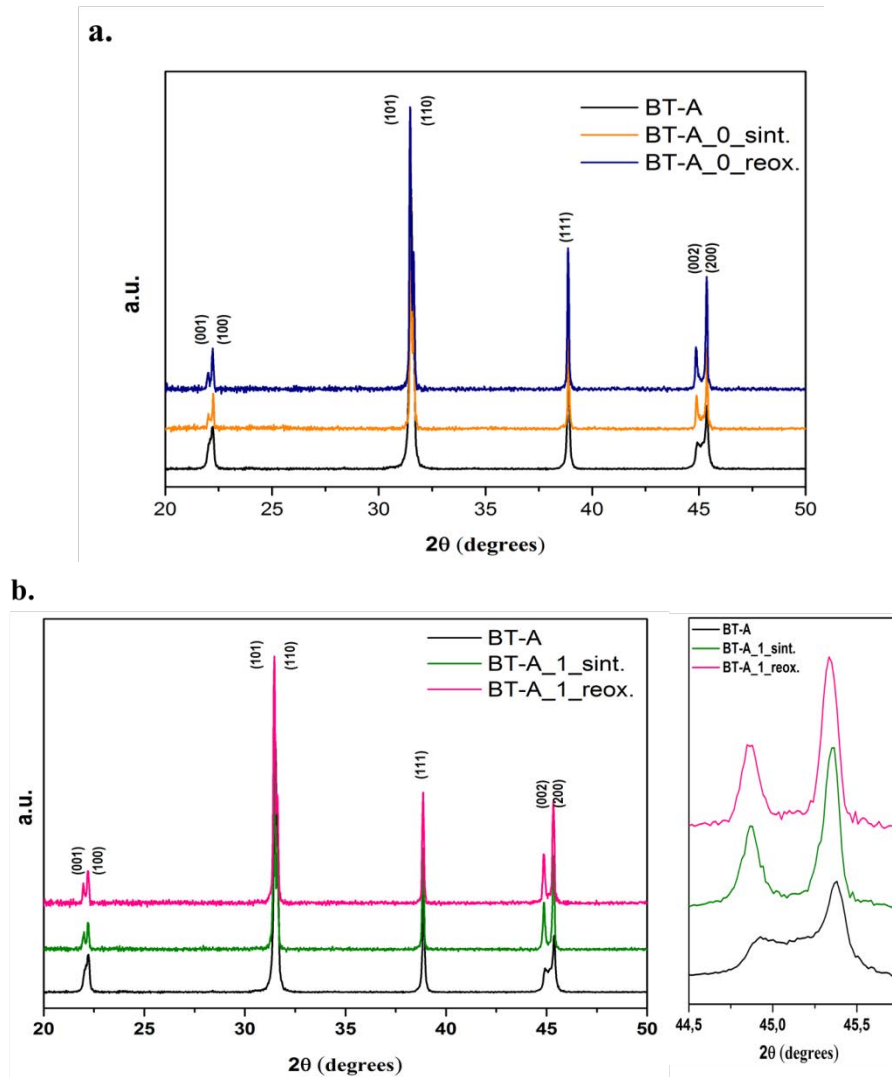 a.
BT-A
BT-A_0_sint.
BT-A_0_reox.
(101)
(110)
(111)
(002)
(200)
(001)
(100)
a.u.
20 25 30 35 40 45 50
2θ (degrees)
b.
BT-A
BT-A_1_sint.
BT-A_1_reox.
(101)
(110)
(111)
(002)
(200)
(001)
(100)
a.u.
20 25 30 35 40 45 50
2θ (degrees)
BT-A
BT-A_1_sint.
BT-A_1_reox.
44,5 45,0 45,5
2θ (degrees)